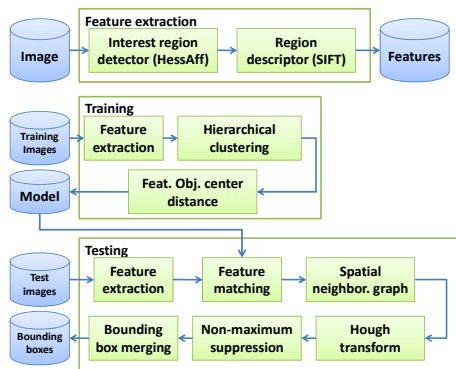 Feature extraction
Image
Interest region
detector (HessAff)
Region
descriptor (SIFT)
Features
Training
Training
Images
Feature
extraction
Hierarchical
clustering
Model
Feat. Obj. center
distance
Testing
Test
images
Feature
extraction
Feature
matching
Spatial
neighbor. graph
Bounding
boxes
Bounding
box merging
Non-maximum
suppression
Hough
transform